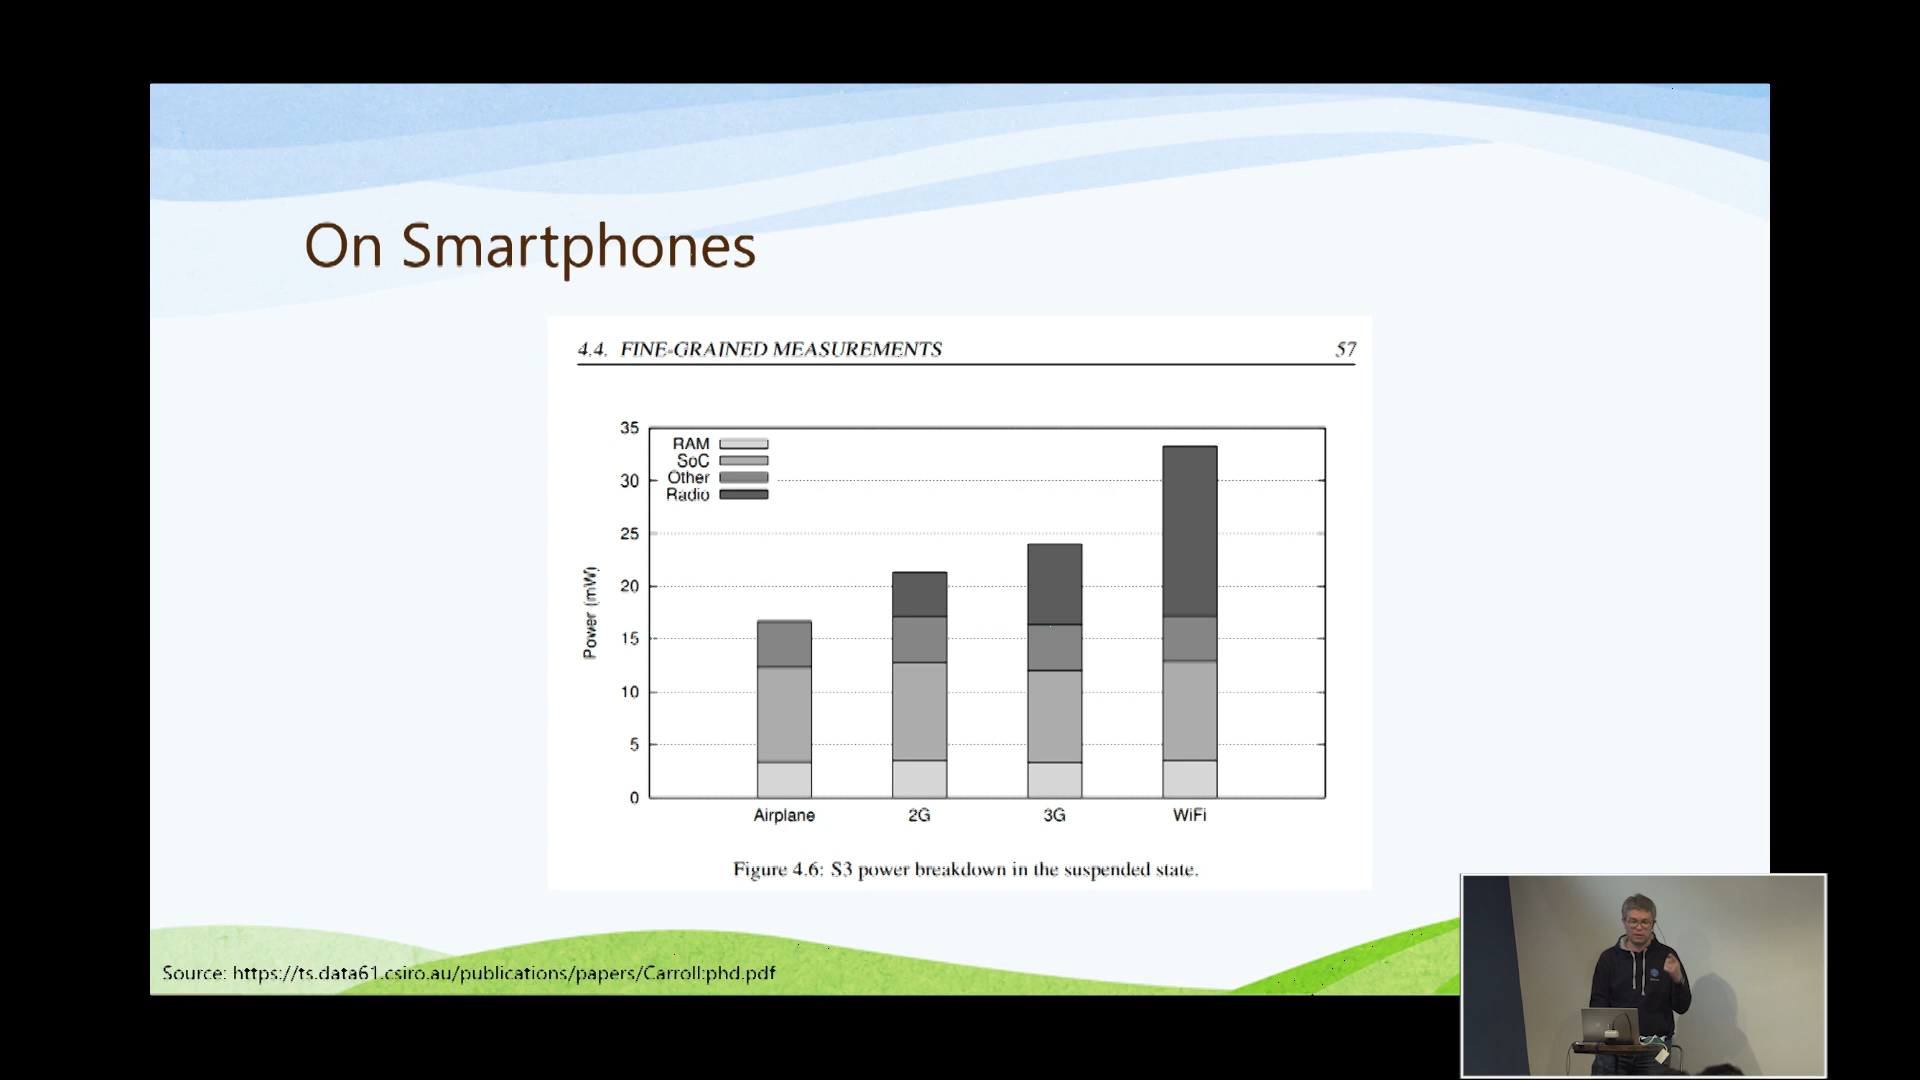 On Smartphones
4.4. FINE-GRAINED MEASUREMENTS 57
35
RAM
SoC
30
Other
Radio
25
20
15
10
5
0
Power (mW)
Airplane 2G 3G WiFi
Figure 4.6: S3 power breakdown in the suspended state.
Source: https://ts.data61.csiro.au/publications/papers/Carroll:phd.pdf